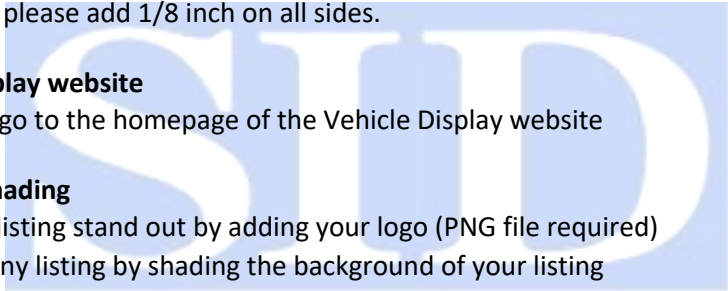 please add 1/8 inch on all sides.
play website
go to the homepage of the Vehicle Display website
hading
listing stand out by adding your logo (PNG file required)
ny listing by shading the background of your listing
SID